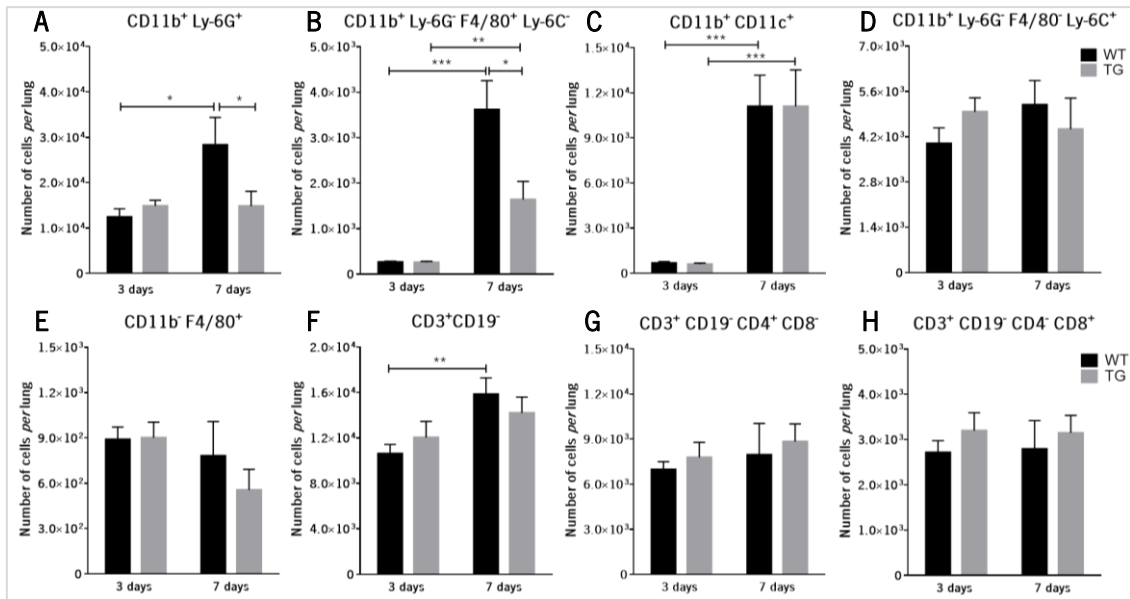 A
CD11b⁺ Ly-6G⁺
Number of cells per lung
5.0×10⁴
4.0×10⁴
3.0×10⁴
2.0×10⁴
1.0×10⁴
0
*
*
3 days 7 days
B
CD11b⁺ Ly-6G⁻ F4/80⁺ Ly-6C⁻
Number of cells per lung
5.0×10³
4.0×10³
3.0×10³
2.0×10³
1.0×10³
0
**
***
*
3 days 7 days
C
CD11b⁺ CD11c⁺
Number of cells per lung
1.5×10⁴
1.2×10⁴
9.0×10³
6.0×10³
3.0×10³
0
***
***
3 days 7 days
D
CD11b⁺ Ly-6G⁻ F4/80⁻ Ly-6C⁺
Number of cells per lung
7.0×10³
5.6×10³
4.2×10³
2.8×10³
1.4×10³
0
WT
TG
3 days 7 days
E
CD11b⁻ F4/80⁺
Number of cells per lung
1.5×10³
1.2×10³
9.0×10²
6.0×10²
3.0×10²
0
3 days 7 days
F
CD3⁺CD19⁻
Number of cells per lung
2.0×10⁴
1.6×10⁴
1.2×10⁴
8.0×10³
4.0×10³
0
**
3 days 7 days
G
CD3⁺ CD19⁻ CD4⁺ CD8⁻
Number of cells per lung
1.5×10⁴
1.2×10⁴
9.0×10³
6.0×10³
3.0×10³
0
3 days 7 days
H
CD3⁺ CD19⁻ CD4⁻ CD8⁺
Number of cells per lung
5.0×10³
4.0×10³
3.0×10³
2.0×10³
1.0×10³
0
WT
TG
3 days 7 days